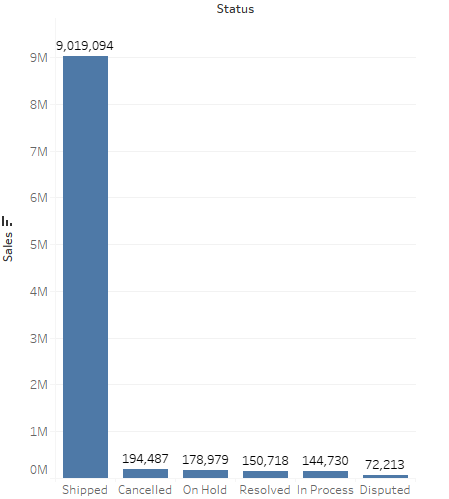 Status
9M
8M
7M
6M
5M
4M
3M
2M
1M
0M
Sales
9,019,094
194,487
178,979
150,718
144,730
72,213
Shipped
Cancelled
On Hold
Resolved
In Process
Disputed